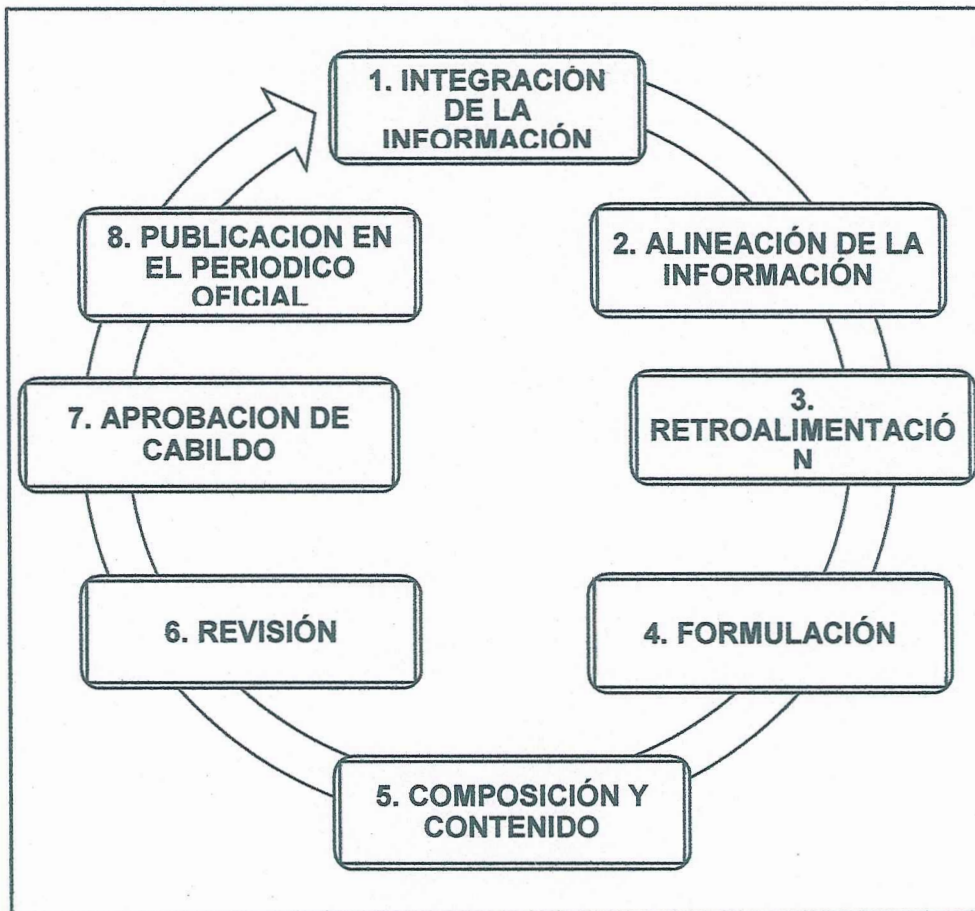 1. INTEGRACIÓN
DE LA
INFORMACIÓN
2. ALINEACIÓN DE LA
INFORMACIÓN
3.
RETROALIMENTACIÓ
N
4. FORMULACIÓN
5. COMPOSICIÓN Y
CONTENIDO
6. REVISIÓN
7. APROBACION DE
CABILDO
8. PUBLICACION EN
EL PERIODICO
OFICIAL